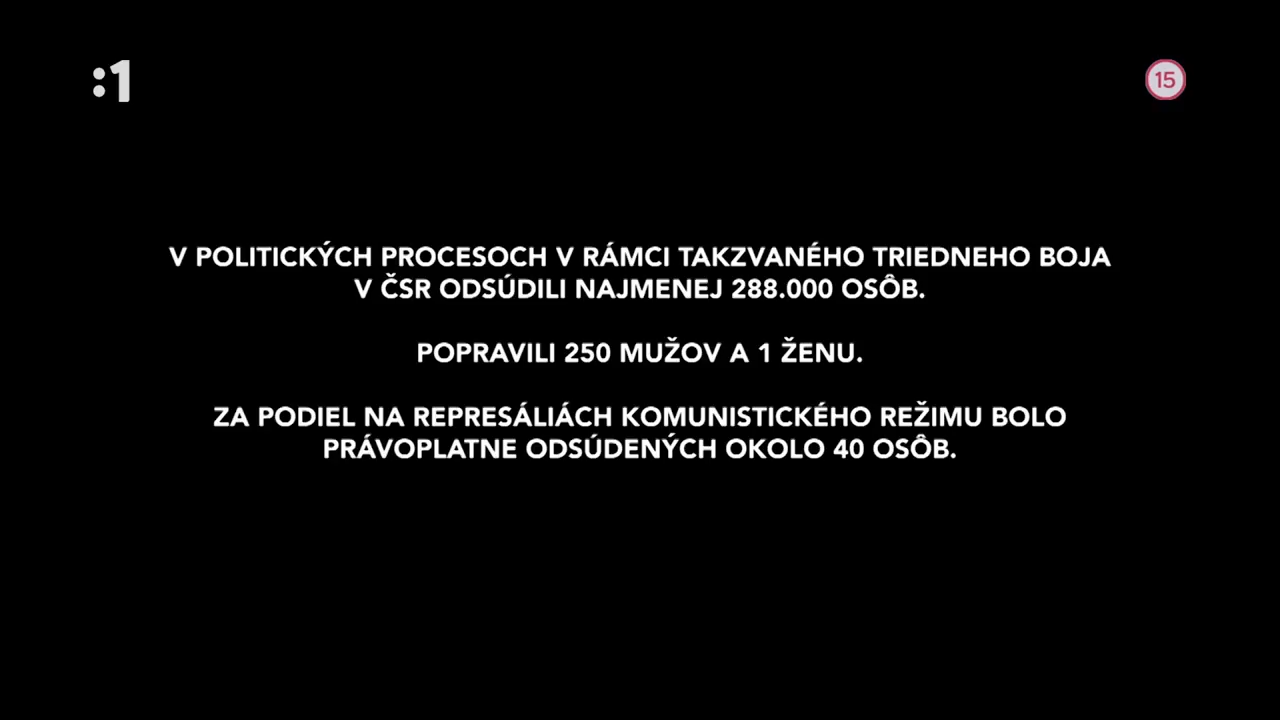 :1
15
V POLITICKÝCH PROCESOCH V RÁMCI TAKZVANÉHO TRIEDNEHO BOJA
V ČSR ODSÚDILI NAJMENEJ 288.000 OSÔB.
POPRAVILI 250 MUŽOV A 1 ŽENU.
ZA PODIEL NA REPRESÁLIÁCH KOMUNISTICKÉHO REŽIMU BOLO
PRÁVOPLATNE ODSÚDENÝCH OKOLO 40 OSÔB.